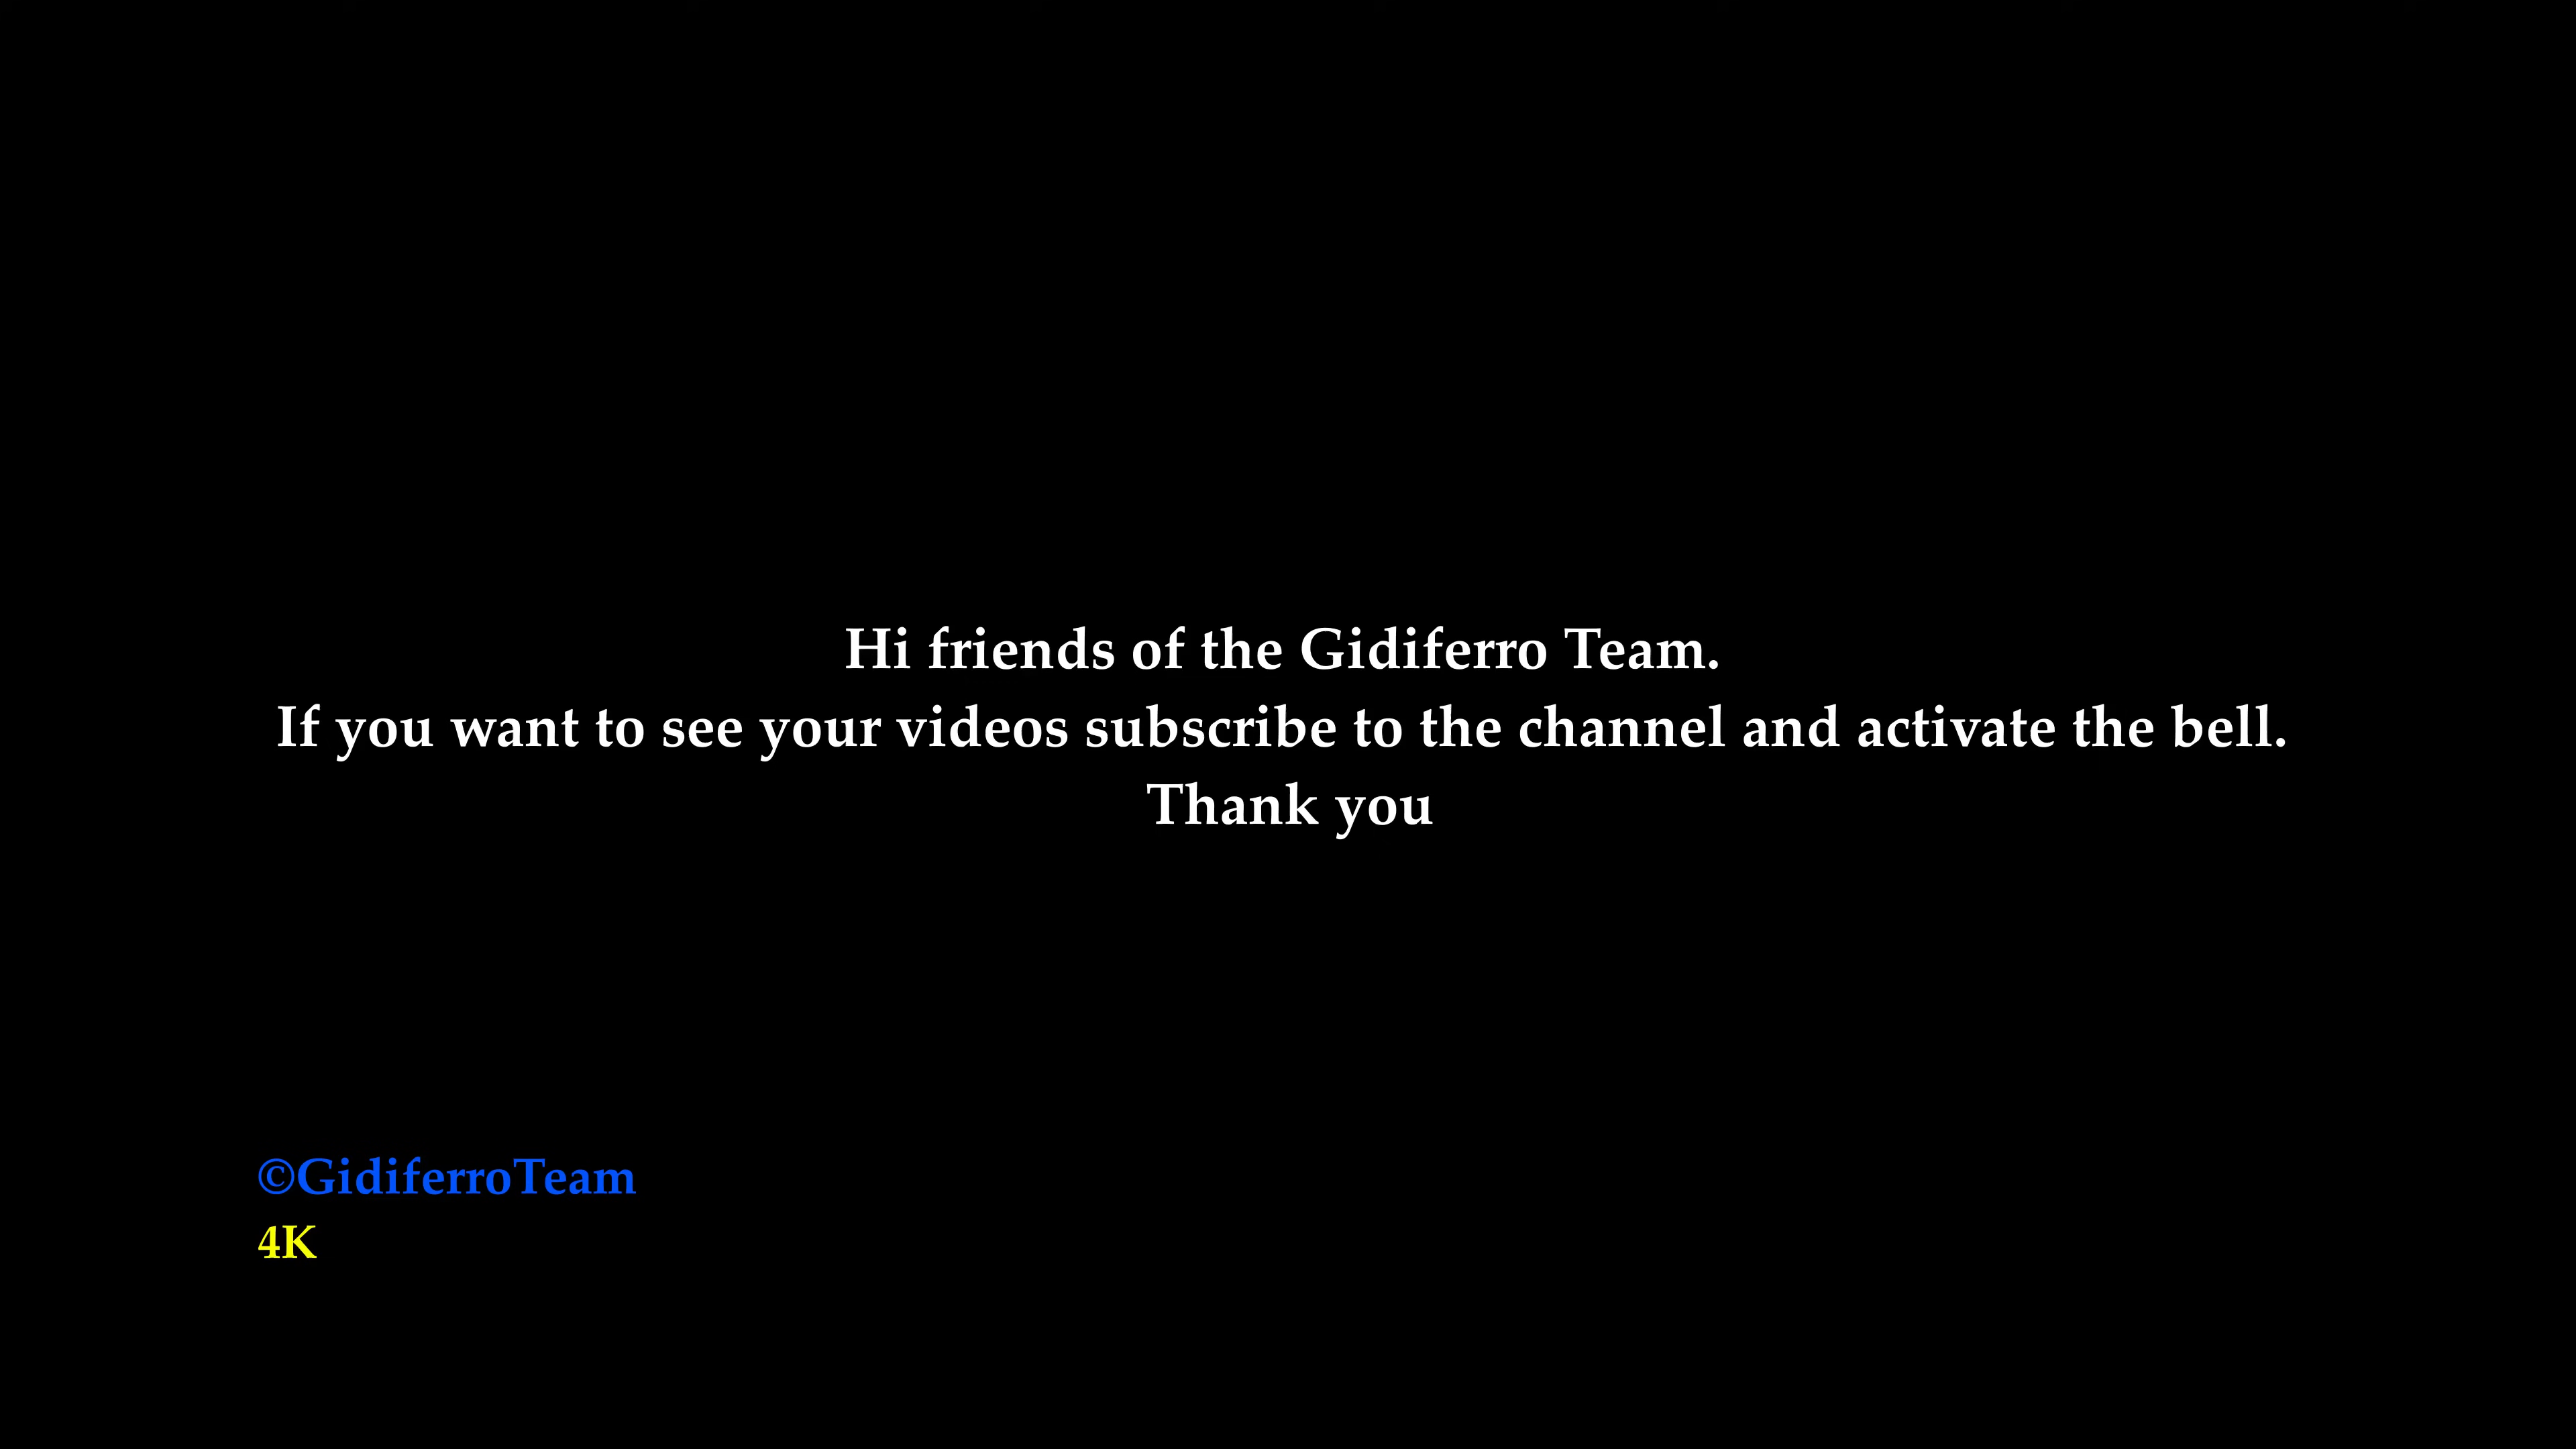 Hi friends of the Gidiferro Team.
If you want to see your videos subscribe to the channel and activate the bell.
Thank you
©GidiferroTeam
4K